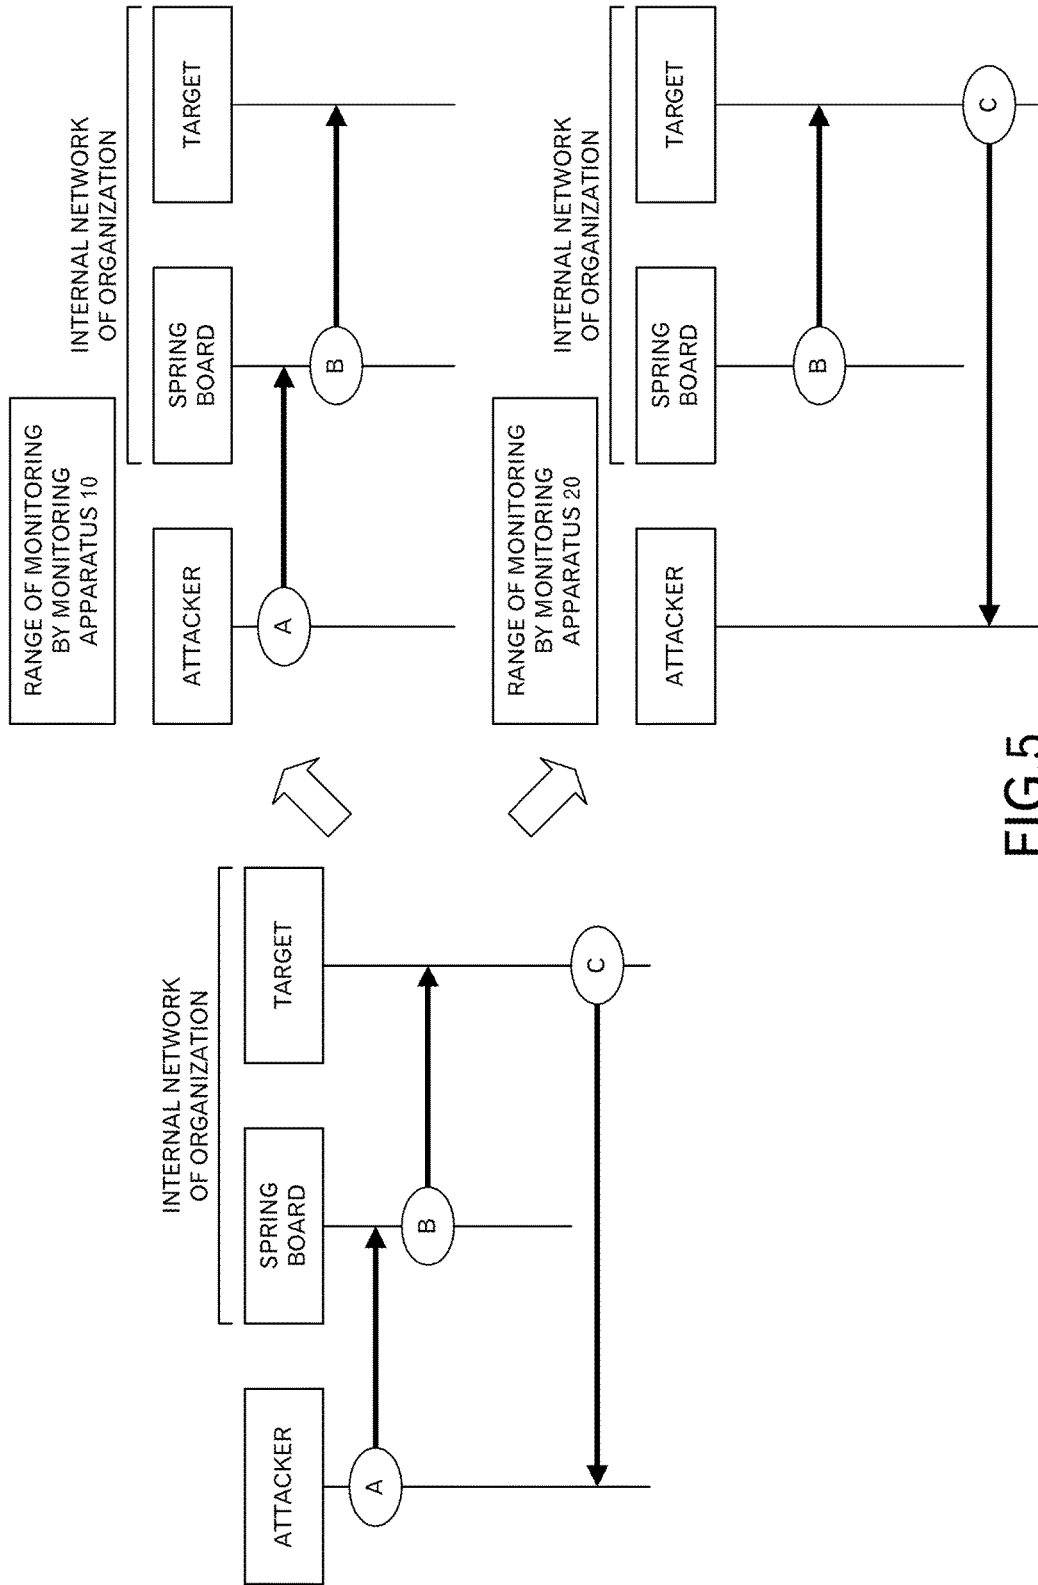 INTERNAL NETWORK
OF ORGANIZATION
ATTACKER
SPRING
BOARD
TARGET
A
B
C
RANGE OF MONITORING
BY MONITORING
APPARATUS 10
INTERNAL NETWORK
OF ORGANIZATION
ATTACKER
SPRING
BOARD
TARGET
A
B
RANGE OF MONITORING
BY MONITORING
APPARATUS 20
INTERNAL NETWORK
OF ORGANIZATION
ATTACKER
SPRING
BOARD
TARGET
B
C
FIG.5